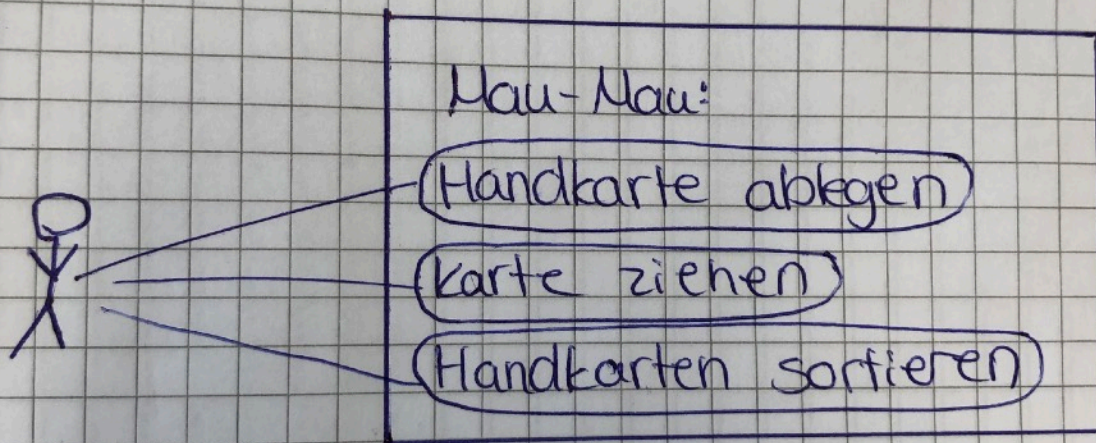 Mau-Mau:
Handkarte ablegen
Karte ziehen
Handkarten sortieren